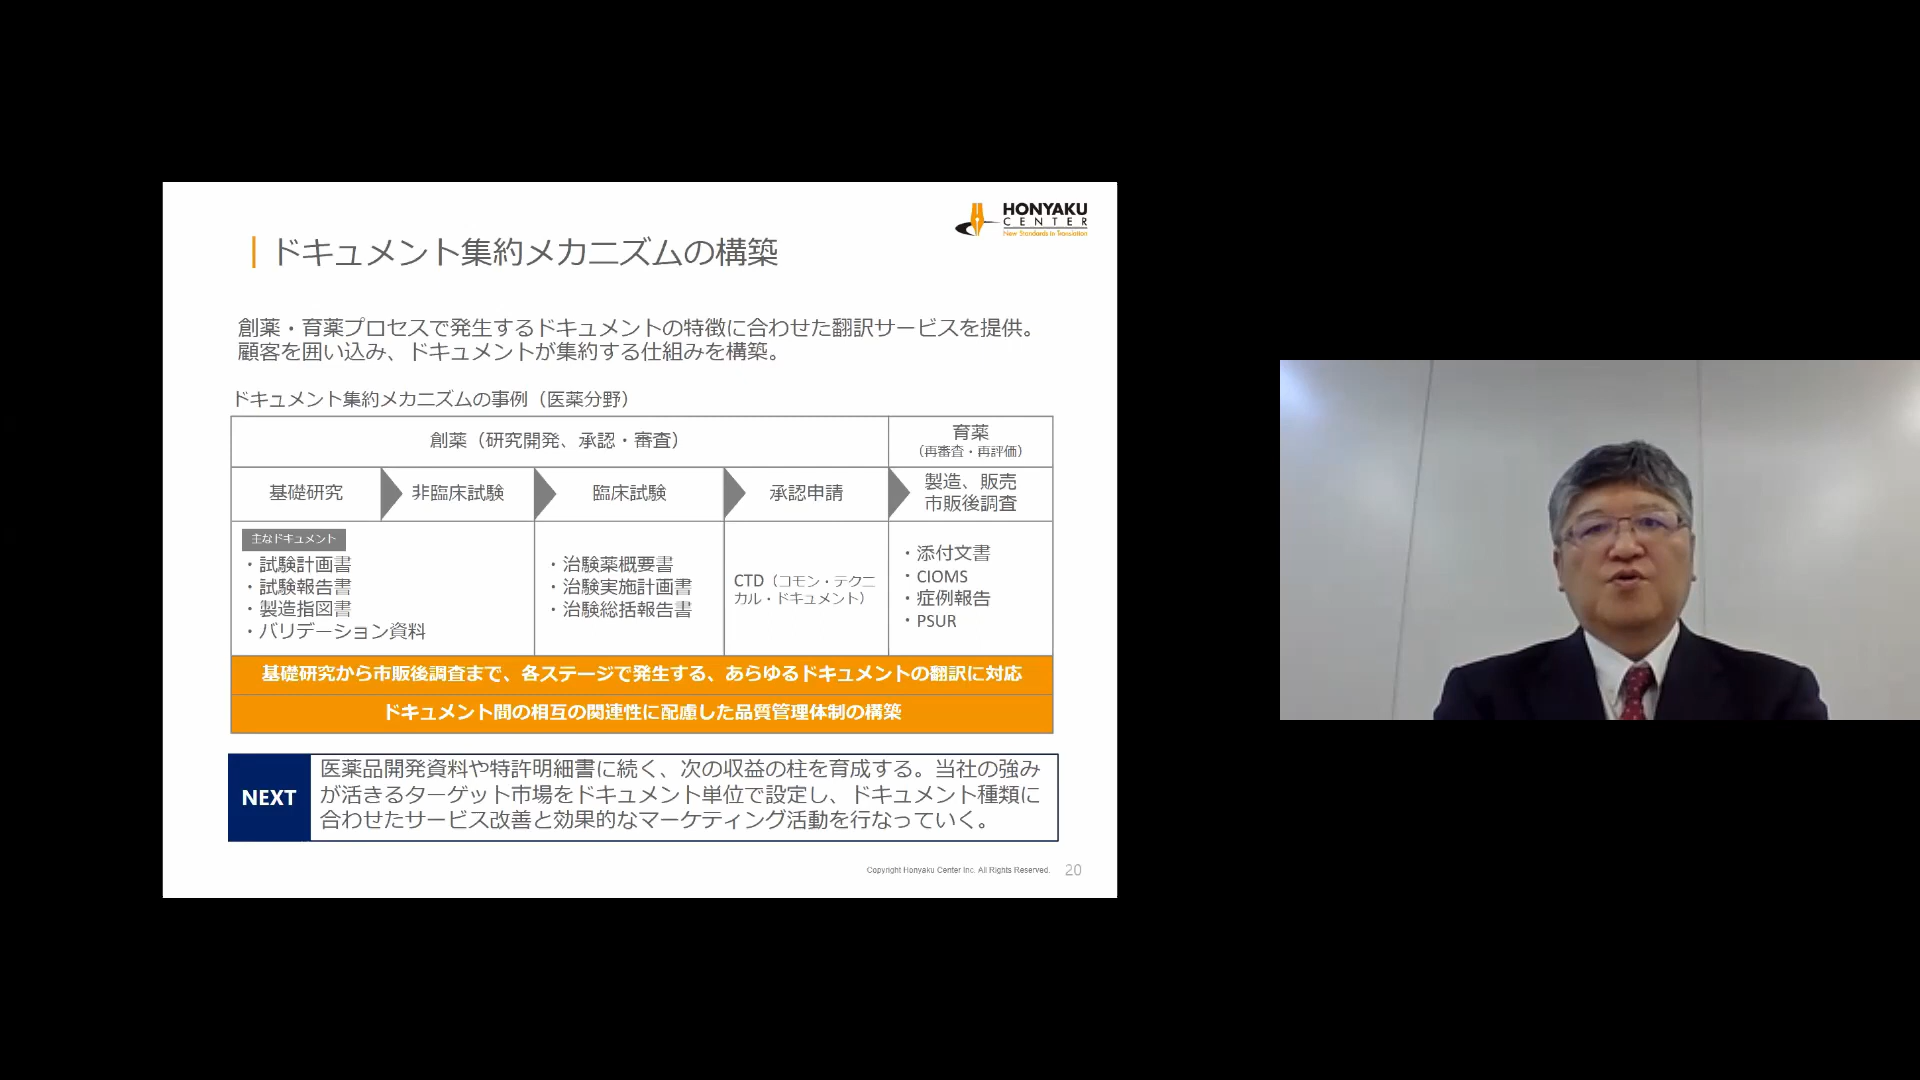 HONYAKU
CENTER
New Standards in Translation
ドキュメント集約メカニズムの構築
創薬・育薬プロセスで発生するドキュメントの特徴に合わせた翻訳サービスを提供。
顧客を囲い込み、ドキュメントが集約する仕組みを構築。
ドキュメント集約メカニズムの事例（医薬分野）
創薬（研究開発、承認・審査）
育薬
（再審査・再評価）
基礎研究
非臨床試験
臨床試験
承認申請
製造、販売
市販後調査
主なドキュメント
・試験計画書
・試験報告書
・製造指図書
・バリデーション資料
・治験薬概要書
・治験実施計画書
・治験総括報告書
CTD（コモン・テクニ
カル・ドキュメント）
・添付文書
・CIOMS
・症例報告
・PSUR
基礎研究から市販後調査まで、各ステージで発生する、あらゆるドキュメントの翻訳に対応
ドキュメント間の相互の関連性に配慮した品質管理体制の構築
NEXT
医薬品開発資料や特許明細書に続く、次の収益の柱を育成する。当社の強み
が活きるターゲット市場をドキュメント単位で設定し、ドキュメント種類に
合わせたサービス改善と効果的なマーケティング活動を行なっていく。
Copyright Honyaku Center Inc. All Rights Reserved.
20